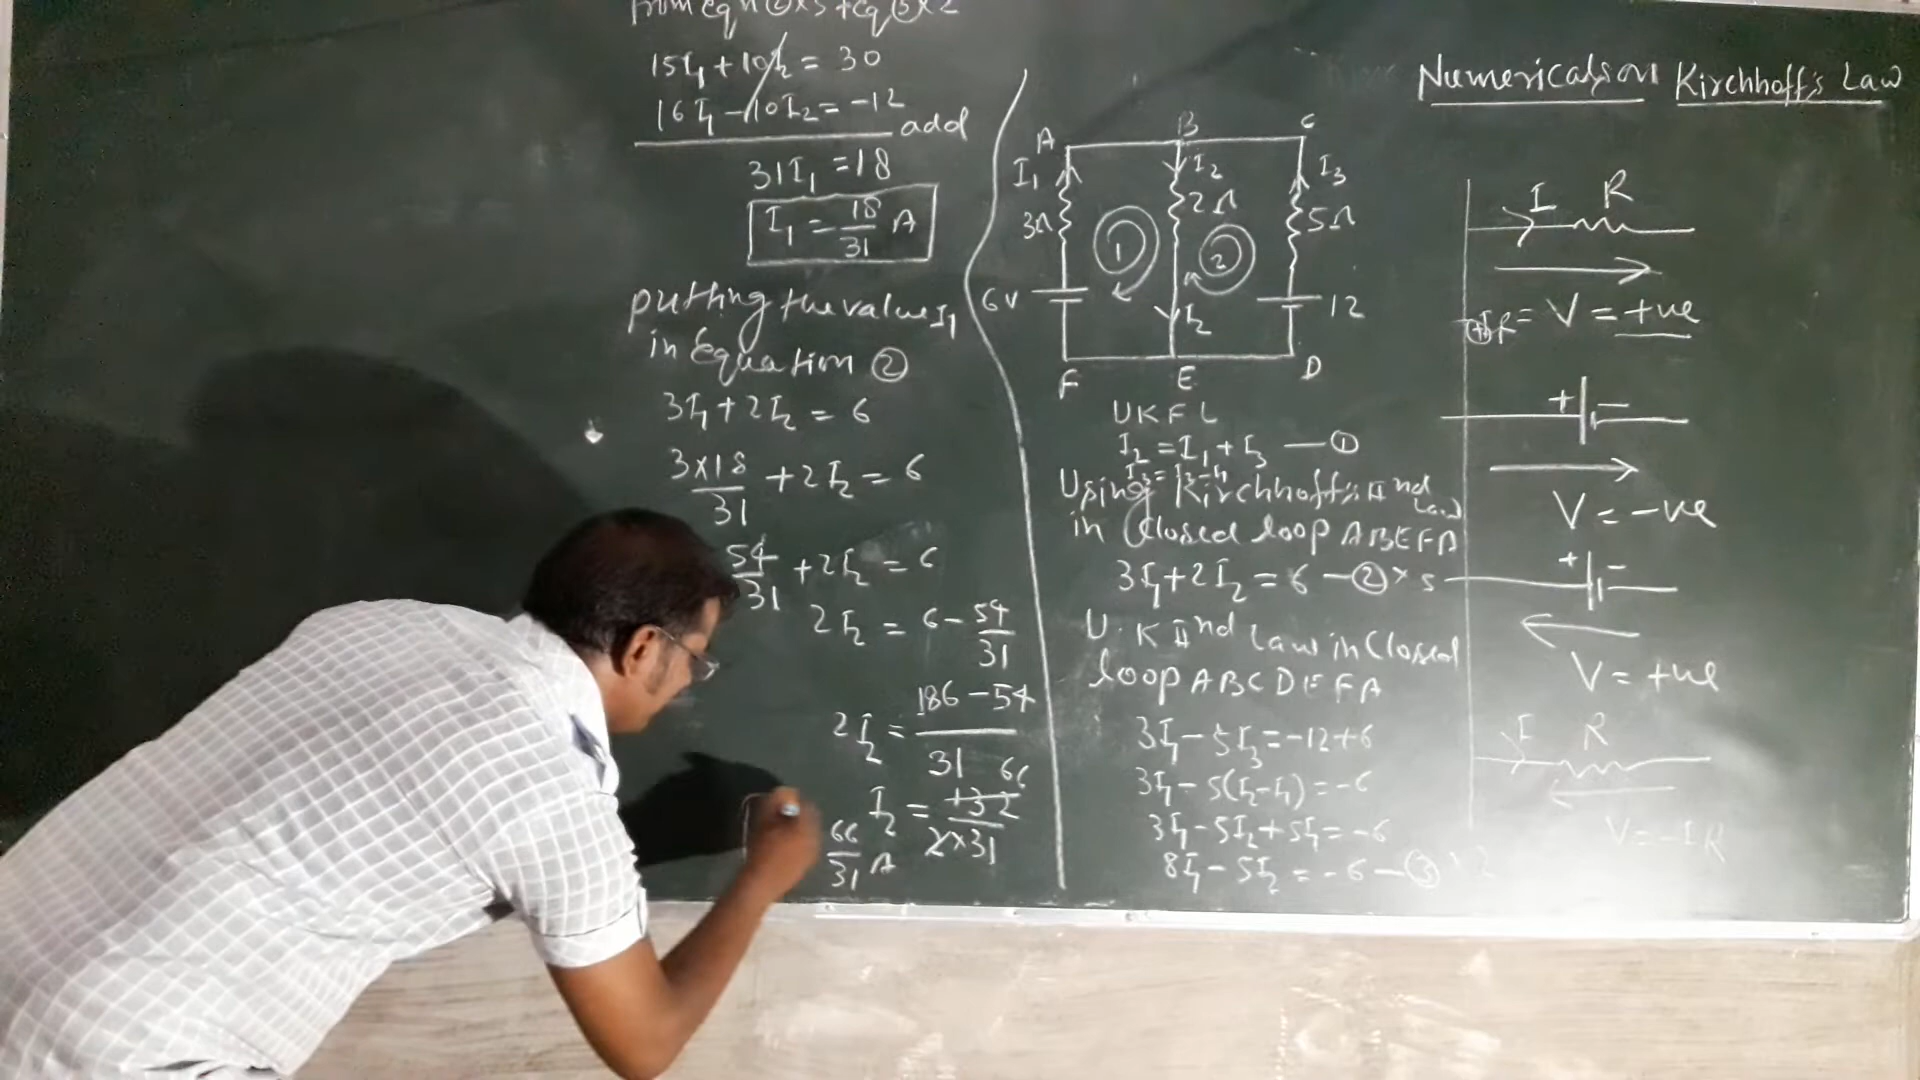 from eqn ②×5+eq③×2
15I₁+10I₂=30
16I₁-10I₂=-12
add
31I₁=18
I₁=18/31 A
putting the value I₁
in Equation ②
3I₁+2I₂=6
3×18/31+2I₂=6
54/31+2I₂=6
2I₂=6-54/31
2I₂=186-54/31
66
I₂=132/2×31
66/31 A
Numericals on Kirchhoff's Law
A B C
I₁ I₂ I₃
3Ω 2Ω 5Ω
1 2
6V I₂ 12
F E D
UKFL
I₂=I₁+I₃ —①
I₃=I₂-I₁
Using Kirchhoff's IInd Law
in Closed loop ABEFA
3I₁+2I₂=6—②×5
U.K IInd Law in Closed
loop ABCDEFA
3I₁-5I₃=-12+6
3I₁-5(I₂-I₁)=-6
3I₁-5I₂+5I₁=-6
8I₁-5I₂=-6—③×2
I R
⊕IR=V=+ve
+ -
V=-ve
+ -
V=+ve
I R
V=-IR